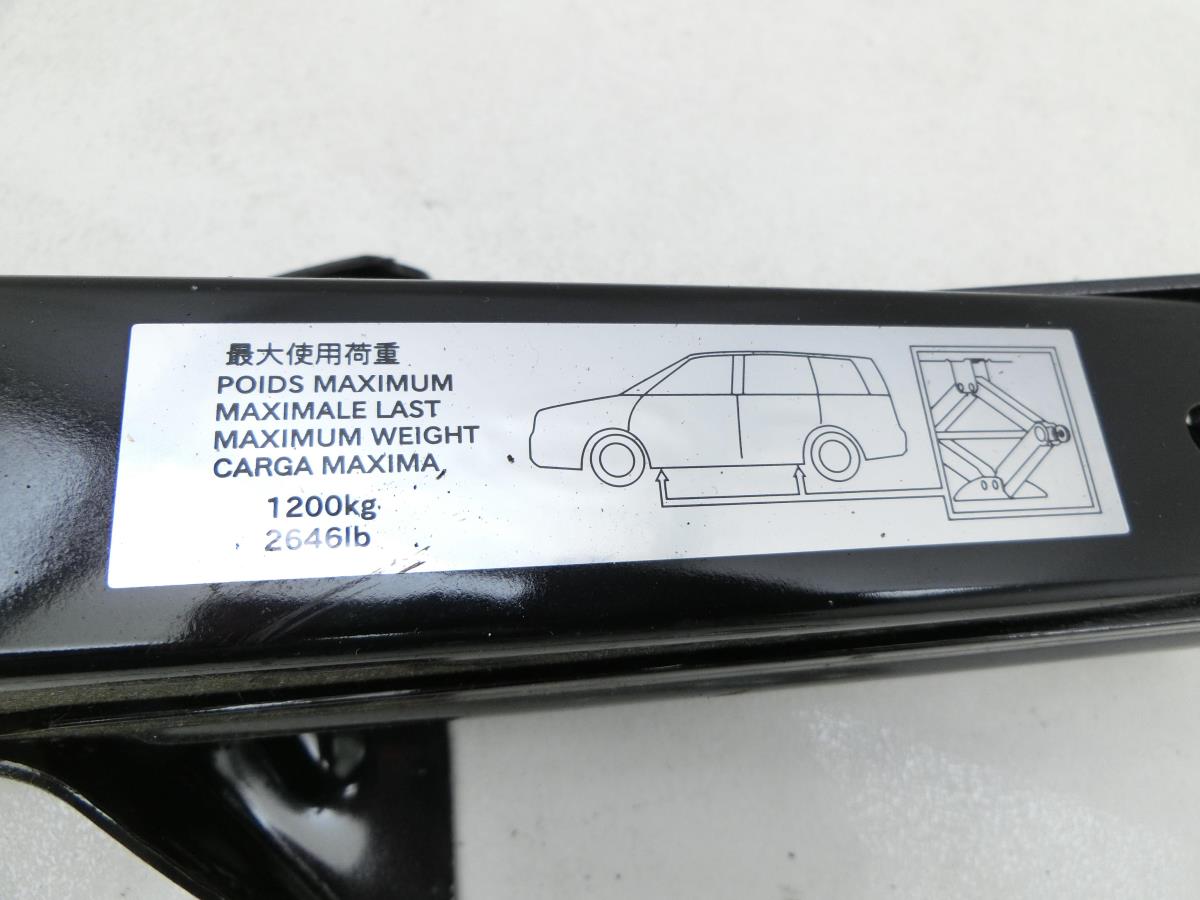 最大使用荷重
POIDS MAXIMUM
MAXIMALE LAST
MAXIMUM WEIGHT
CARGA MAXIMA
1200kg
2646lb